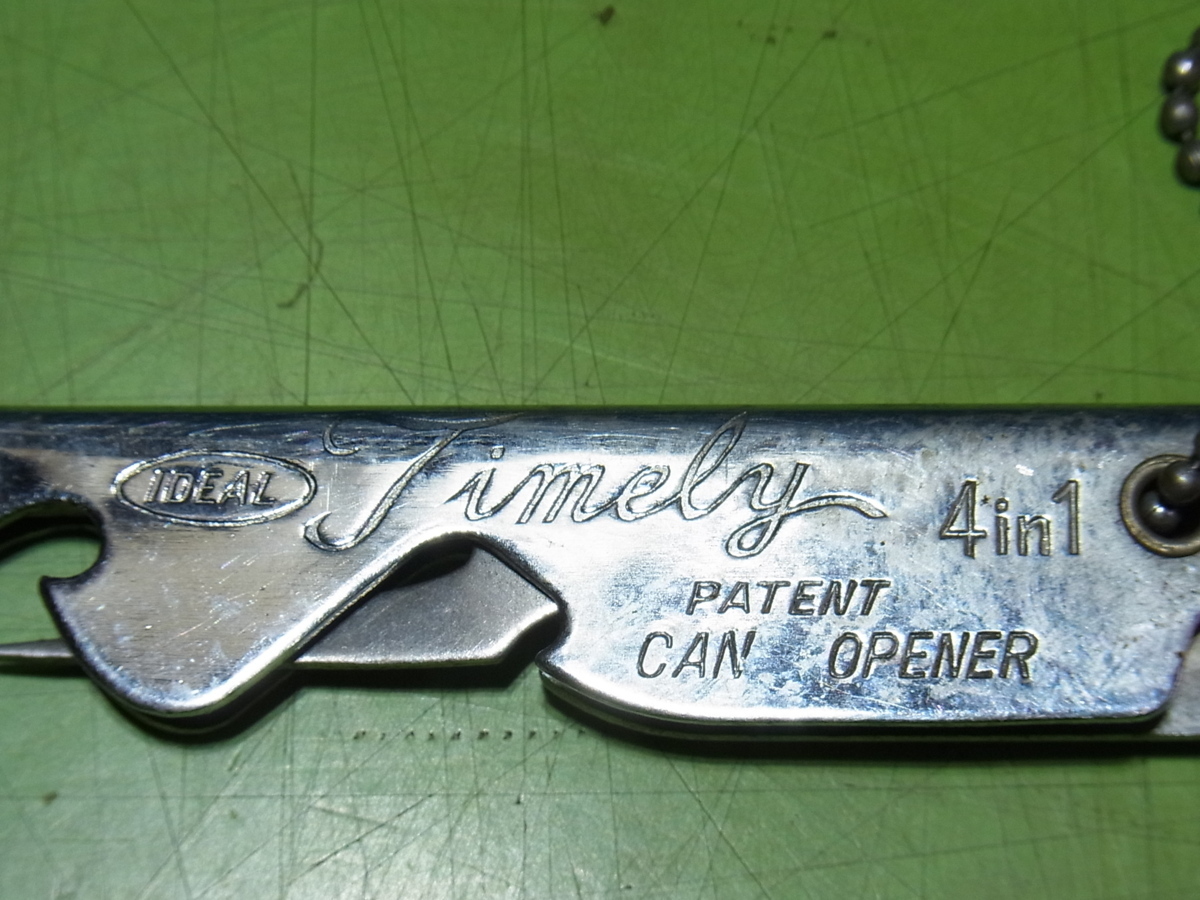 IDEAL Timely 4in1
PATENT
CAN OPENER